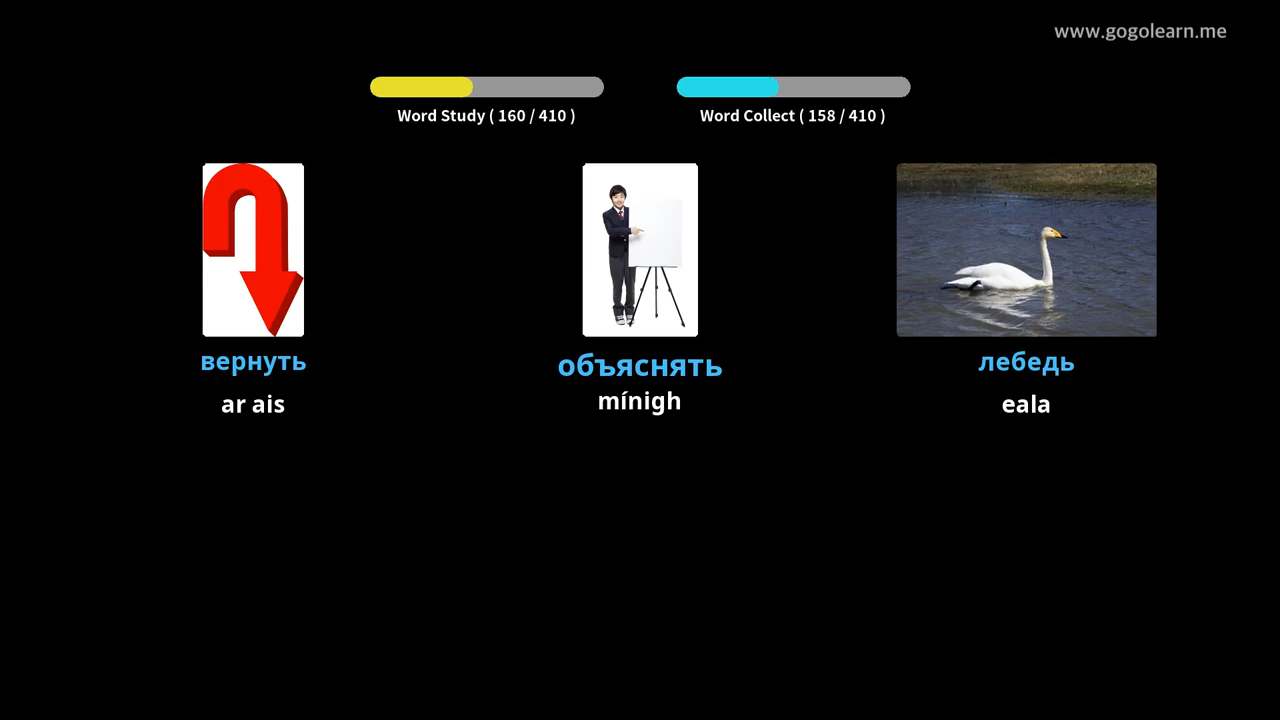 www.gogolearn.me
Word Study ( 160 / 410 )
Word Collect ( 158 / 410 )
вернуть
ar ais
объяснять
mínigh
лебедь
eala